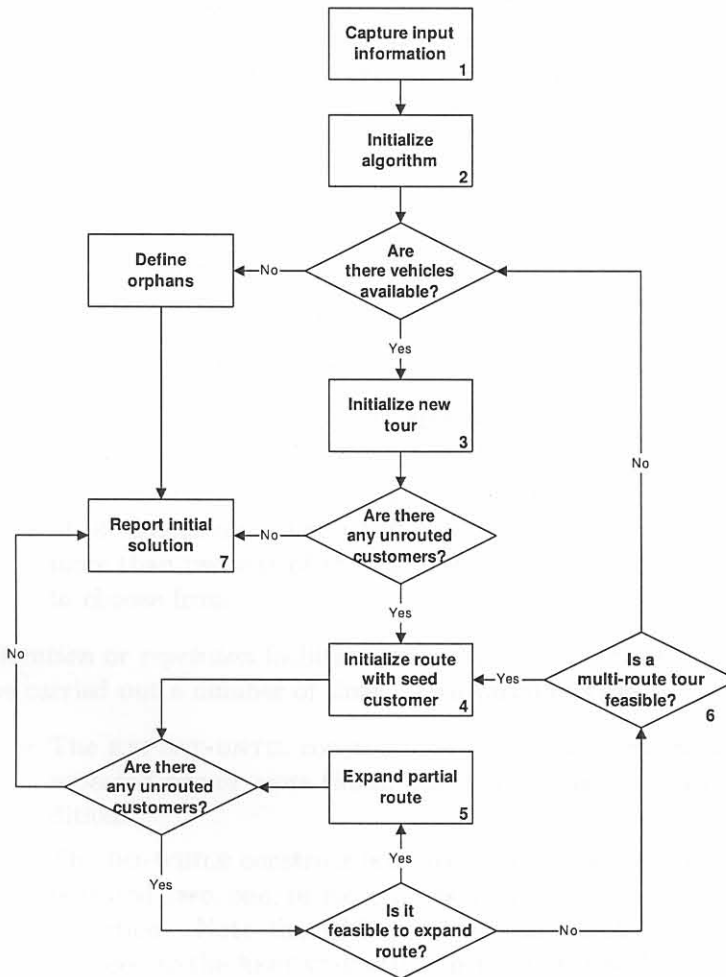 Capture input
information
1
Initialize
algorithm
2
Define
orphans
No
Are
there vehicles
available?
Yes
Initialize new
tour
3
No
Report initial
solution
7
No
Are there
any unrouted
customers?
Yes
No
Initialize route
with seed
customer
4
Yes
Is a
multi-route tour
feasible?
6
Are there
any unrouted
customers?
Expand partial
route
5
Yes
Yes
Is it
feasible to expand
route?
No